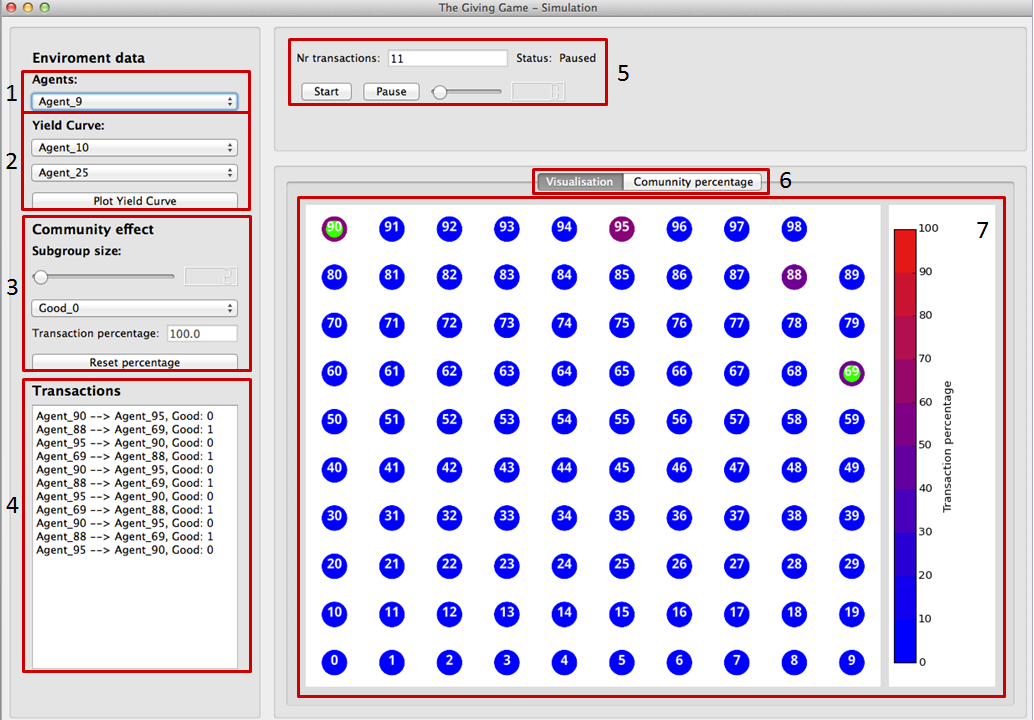 The Giving Game – Simulation
Enviroment data
1
Agents:
Agent_9
2
Yield Curve:
Agent_10
Agent_25
Plot Yield Curve
3
Community effect
Subgroup size:
2
Good_0
Transaction percentage: 100.0
Reset percentage
4
Transactions
Agent_90 --> Agent_95, Good: 0
Agent_88 --> Agent_69, Good: 1
Agent_95 --> Agent_90, Good: 0
Agent_69 --> Agent_88, Good: 1
Agent_90 --> Agent_95, Good: 0
Agent_88 --> Agent_69, Good: 1
Agent_95 --> Agent_90, Good: 0
Agent_69 --> Agent_88, Good: 1
Agent_90 --> Agent_95, Good: 0
Agent_88 --> Agent_69, Good: 1
Agent_95 --> Agent_90, Good: 0
Nr transactions: 11 Status: Paused
Start Pause
5
Visualisation Comunnity percentage
6
90 91 92 93 94 95 96 97 98
80 81 82 83 84 85 86 87 88 89
70 71 72 73 74 75 76 77 78 79
60 61 62 63 64 65 66 67 68 69
50 51 52 53 54 55 56 57 58 59
40 41 42 43 44 45 46 47 48 49
30 31 32 33 34 35 36 37 38 39
20 21 22 23 24 25 26 27 28 29
10 11 12 13 14 15 16 17 18 19
0 1 2 3 4 5 6 7 8 9
7
100
90
80
70
60
50
40
30
20
10
0
Transaction percentage